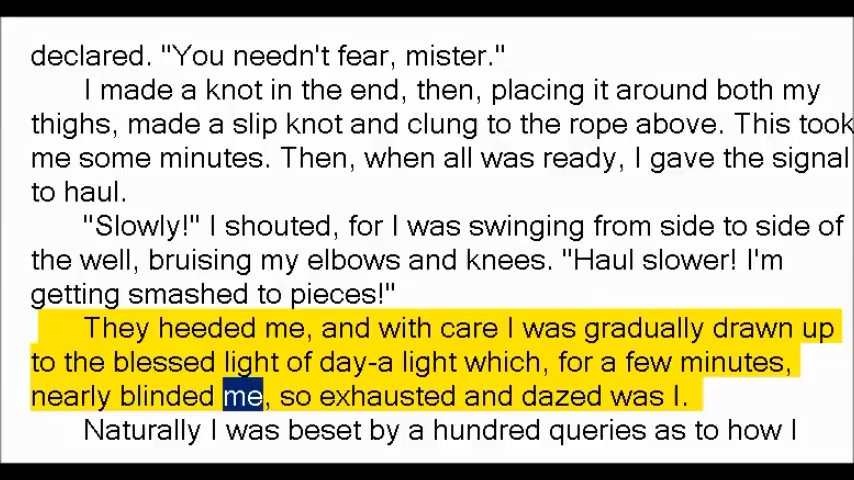 declared. "You needn't fear, mister."
I made a knot in the end, then, placing it around both my
thighs, made a slip knot and clung to the rope above. This took
me some minutes. Then, when all was ready, I gave the signal
to haul.
"Slowly!" I shouted, for I was swinging from side to side of
the well, bruising my elbows and knees. "Haul slower! I'm
getting smashed to pieces!"
They heeded me, and with care I was gradually drawn up
to the blessed light of day-a light which, for a few minutes,
nearly blinded me, so exhausted and dazed was I.
Naturally I was beset by a hundred queries as to how I